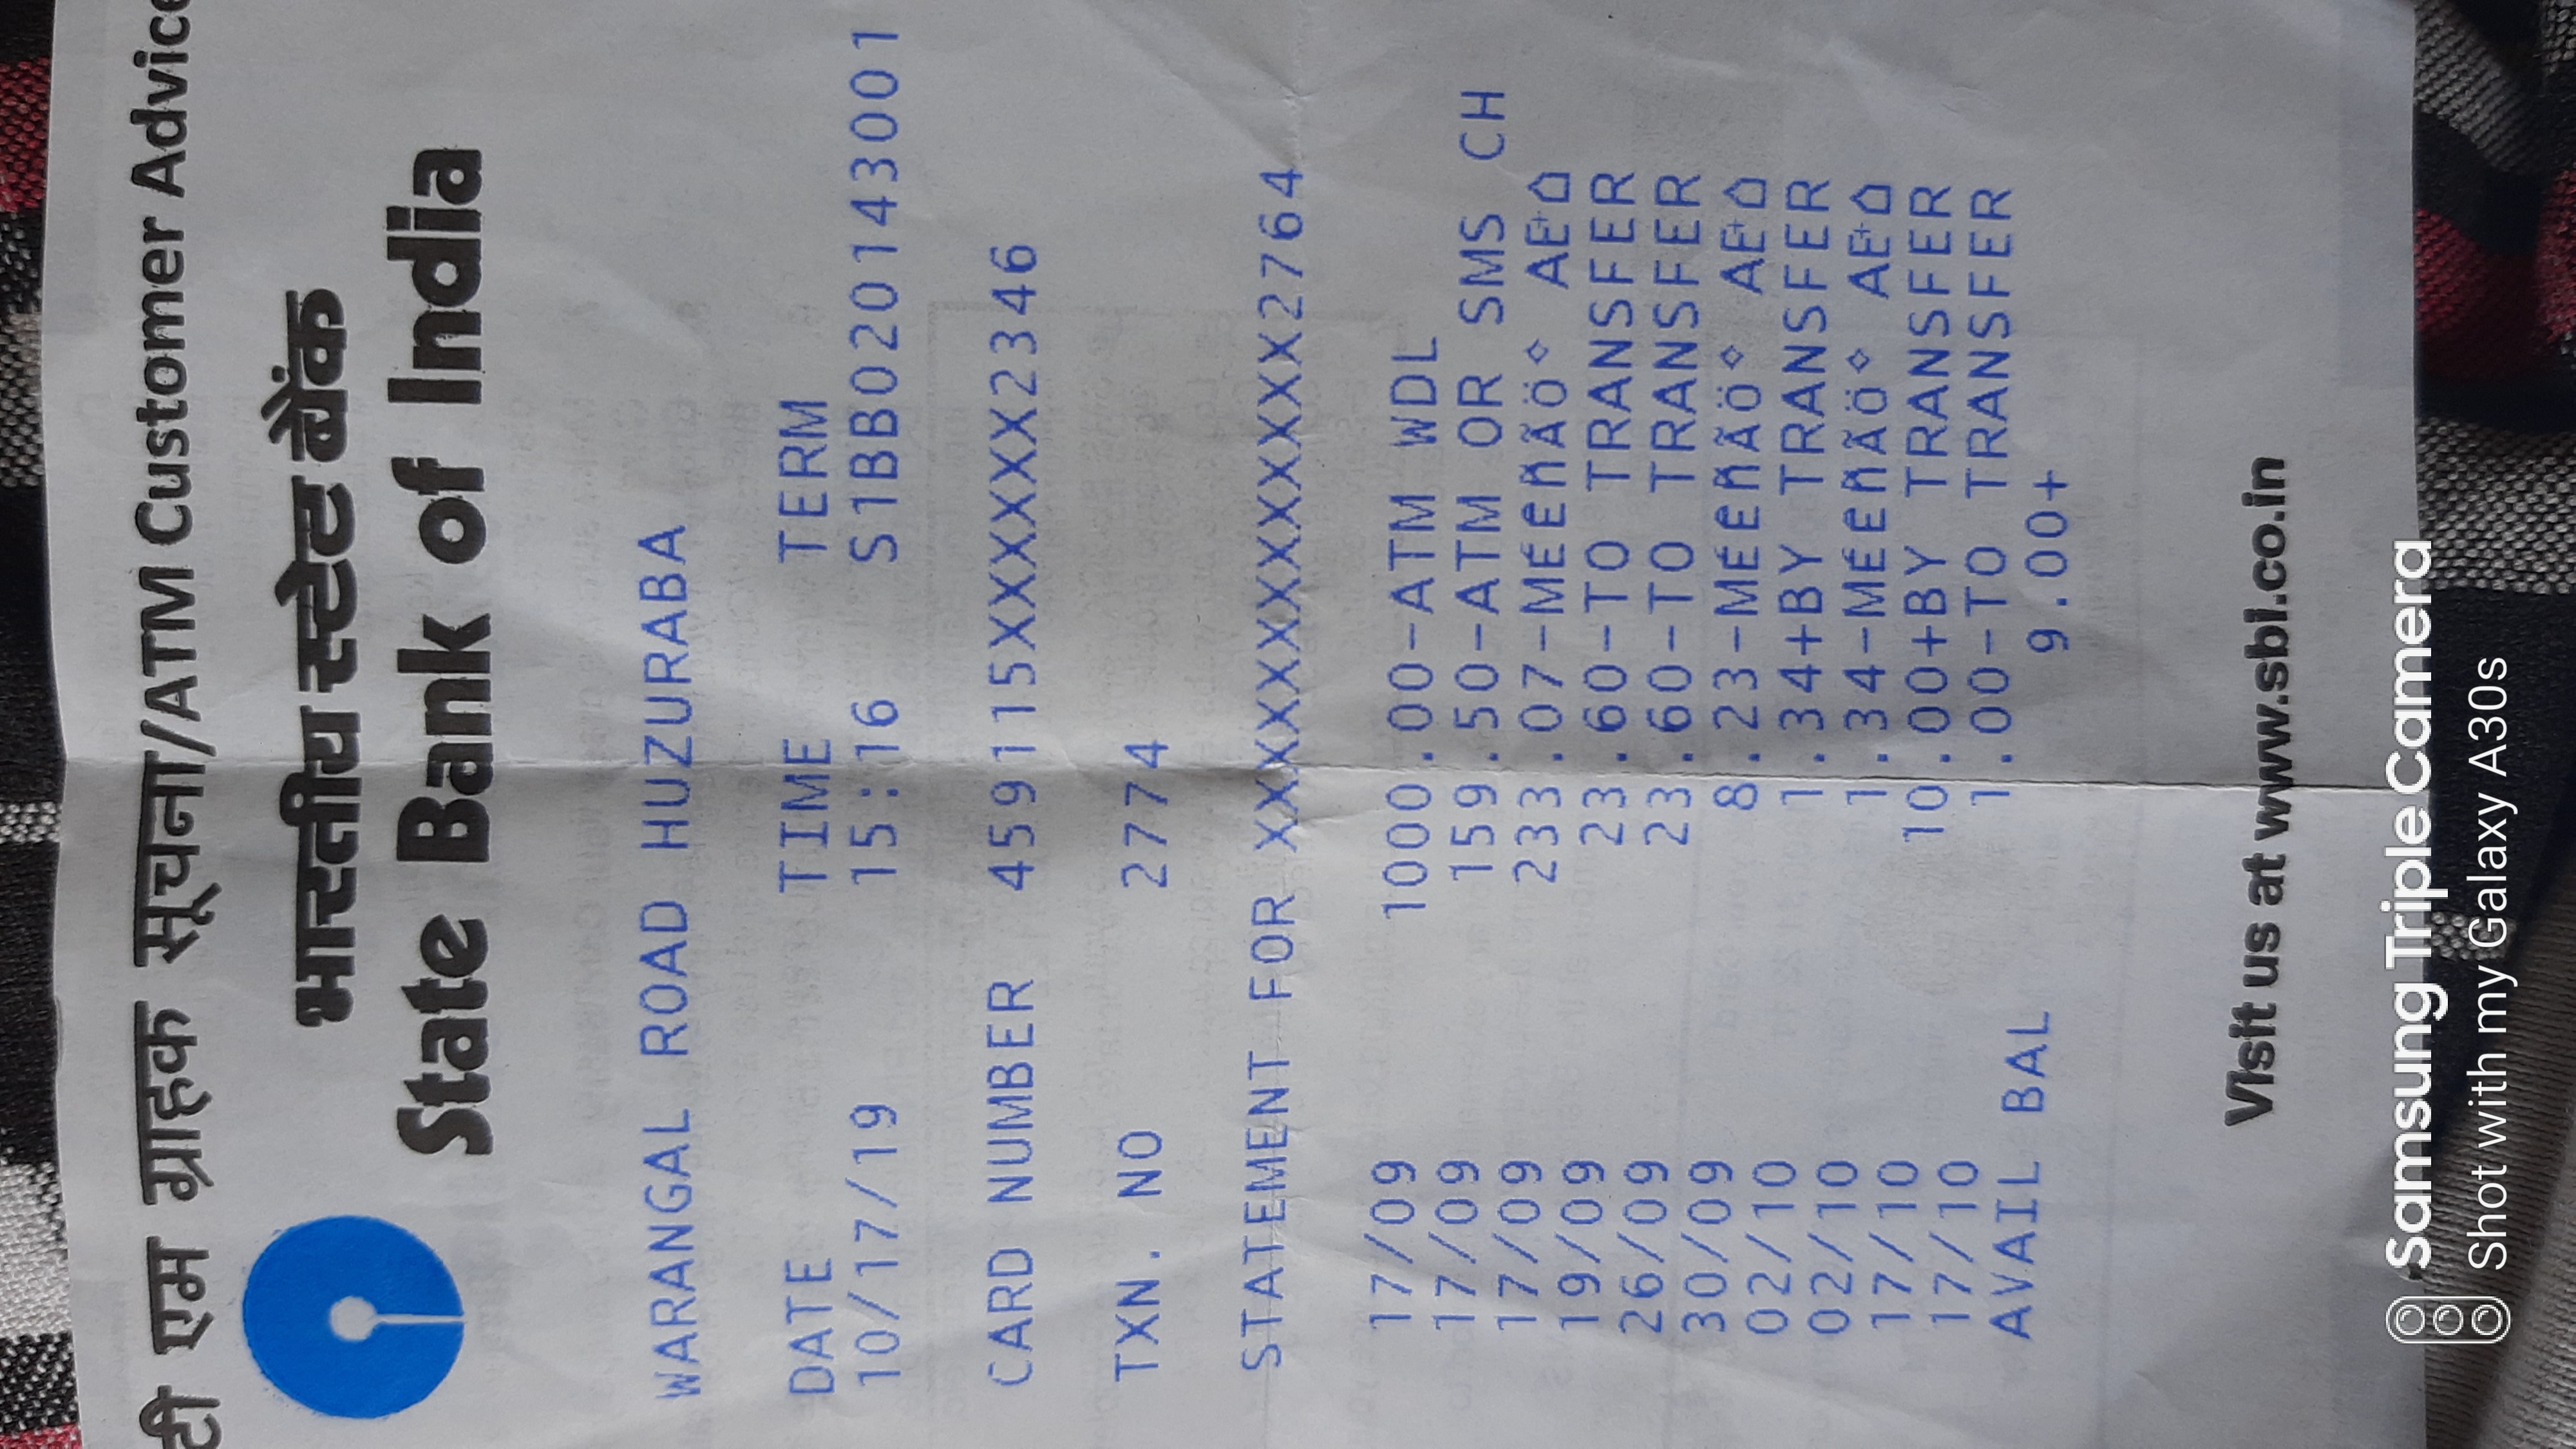 टी एम ग्राहक सूचना/ATM Customer Advice
भारतीय स्टेट बैंक
State Bank of India
WARANGAL ROAD HUZURABA
DATE TIME TERM
10/17/19 15:16 S1BB020143001
CARD NUMBER 459115XXXXXX2346
TXN. NO 2774
STATEMENT FOR XXXXXXXXXXXXX2764
17/09 1000.00-ATM WDL
17/09 159.50-ATM OR SMS CH
17/09 233.07-
19/09 23.60-TO TRANSFER
26/09 23.60-TO TRANSFER
30/09 8.23-
02/10 1.34+BY TRANSFER
02/10 1.34-
17/10 10.00+BY TRANSFER
17/10 1.00-TO TRANSFER
AVAIL BAL 9.00+
Visit us at www.sbi.co.in
Samsung Triple Camera
Shot with my Galaxy A30s